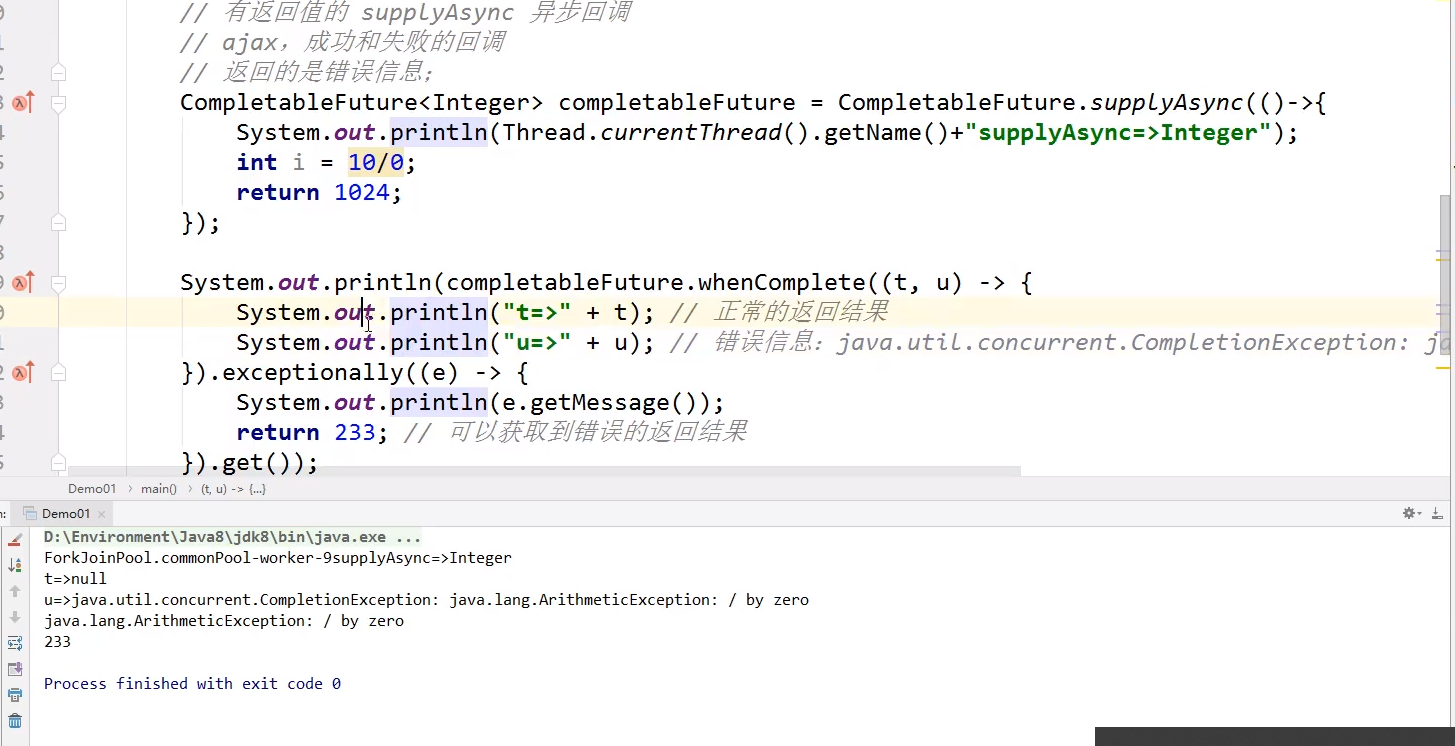 // 有返回值的 supplyAsync 异步回调
// ajax，成功和失败的回调
// 返回的是错误信息；
CompletableFuture<Integer> completableFuture = CompletableFuture.supplyAsync(()->{
System.out.println(Thread.currentThread().getName()+"supplyAsync=>Integer");
int i = 10/0;
return 1024;
});
System.out.println(completableFuture.whenComplete((t, u) -> {
System.out.println("t=>" + t); // 正常的返回结果
System.out.println("u=>" + u); // 错误信息：java.util.concurrent.CompletionException: ja
}).exceptionally((e) -> {
System.out.println(e.getMessage());
return 233; // 可以获取到错误的返回结果
}).get());
Demo01 › main() › (t, u) -> {...}
Demo01
D:\Environment\Java8\jdk8\bin\java.exe ...
ForkJoinPool.commonPool-worker-9supplyAsync=>Integer
t=>null
u=>java.util.concurrent.CompletionException: java.lang.ArithmeticException: / by zero
java.lang.ArithmeticException: / by zero
233
Process finished with exit code 0